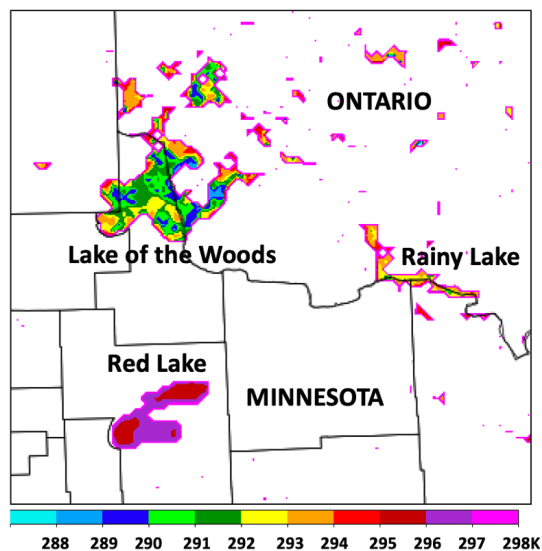 ONTARIO
Lake of the Woods
Rainy Lake
Red Lake
MINNESOTA
288 289 290 291 292 293 294 295 296 297 298K